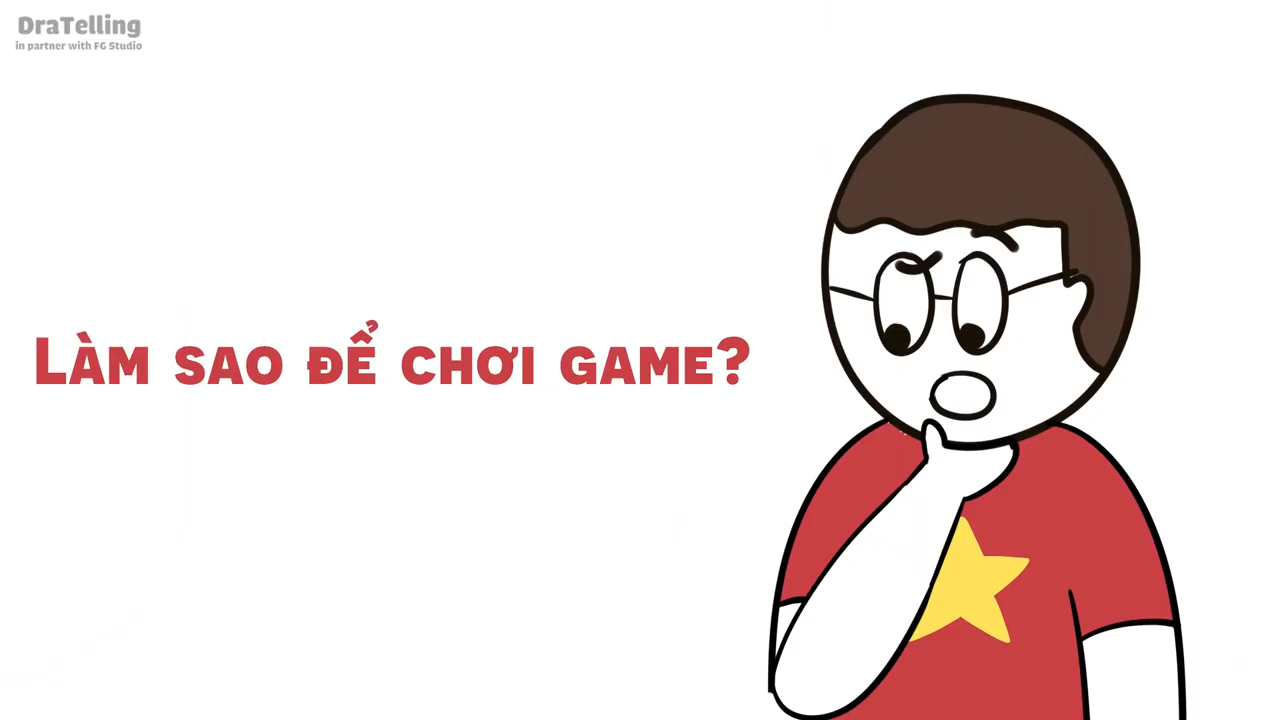 DraTelling
in partner with FG Studio
Làm sao để chơi game?